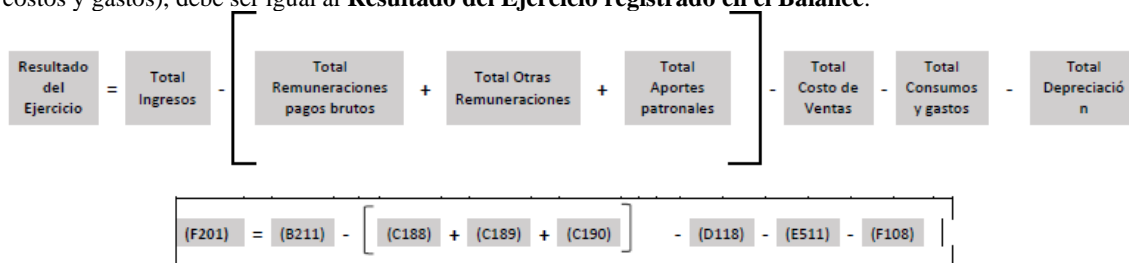 costos y gastos), debe ser igual al Resultado del Ejercicio registrado en el Balance.
Resultado del Ejercicio = Total Ingresos - [ Total Remuneraciones pagos brutos + Total Otras Remuneraciones + Total Aportes patronales ] - Total Costo de Ventas - Total Consumos y gastos - Total Depreciación
(F201) = (B211) - [ (C188) + (C189) + (C190) ] - (D118) - (E511) - (F108)